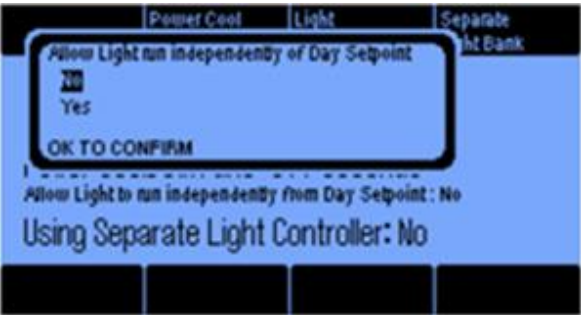 Power Cool Light Separate
ht Bank
Allow Light run independently of Day Setpoint
No
Yes
OK TO CONFIRM
Allow Light to run independently from Day Setpoint: No
Using Separate Light Controller: No